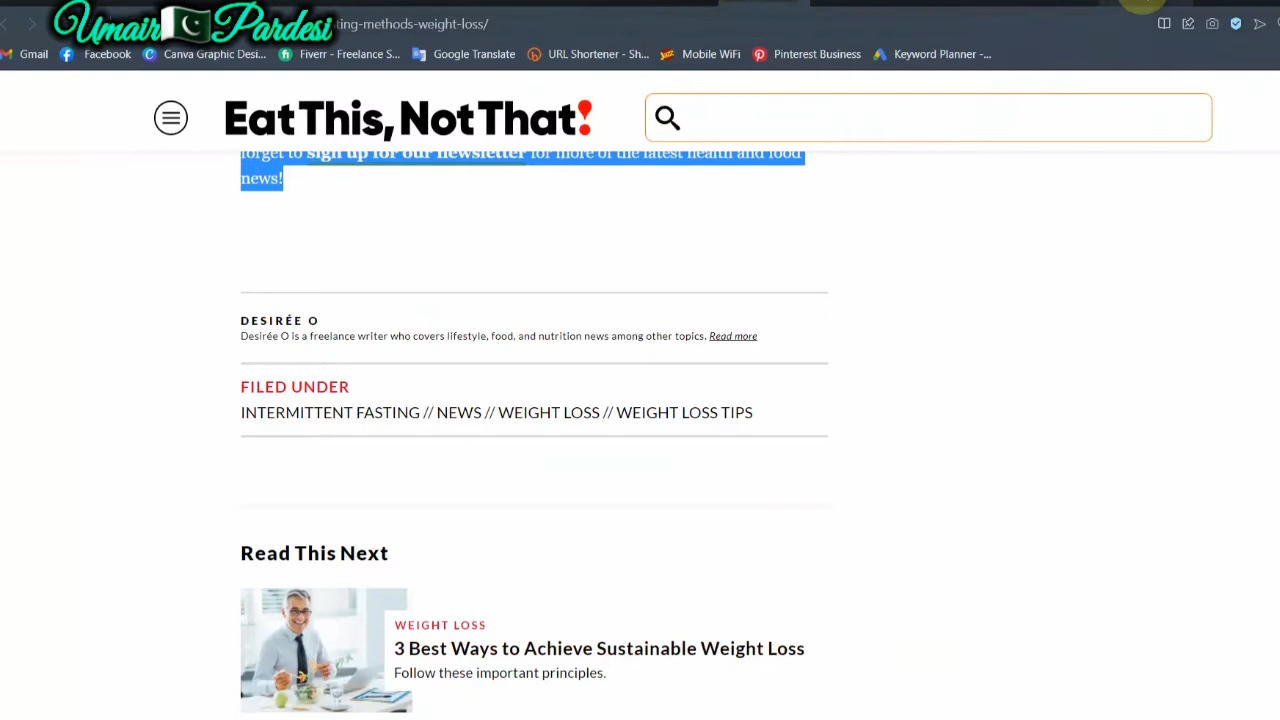 Umair Pardesi
ting-methods-weight-loss/
Gmail Facebook Canva Graphic Desi... Fiverr - Freelance S... Google Translate URL Shortener - Sh... Mobile WiFi Pinterest Business Keyword Planner -...
Eat This, Not That!
forget to sign up for our newsletter for more of the latest health and food
news!
DESIRÉE O
Desirée O is a freelance writer who covers lifestyle, food, and nutrition news among other topics. Read more
FILED UNDER
INTERMITTENT FASTING // NEWS // WEIGHT LOSS // WEIGHT LOSS TIPS
Read This Next
WEIGHT LOSS
3 Best Ways to Achieve Sustainable Weight Loss
Follow these important principles.